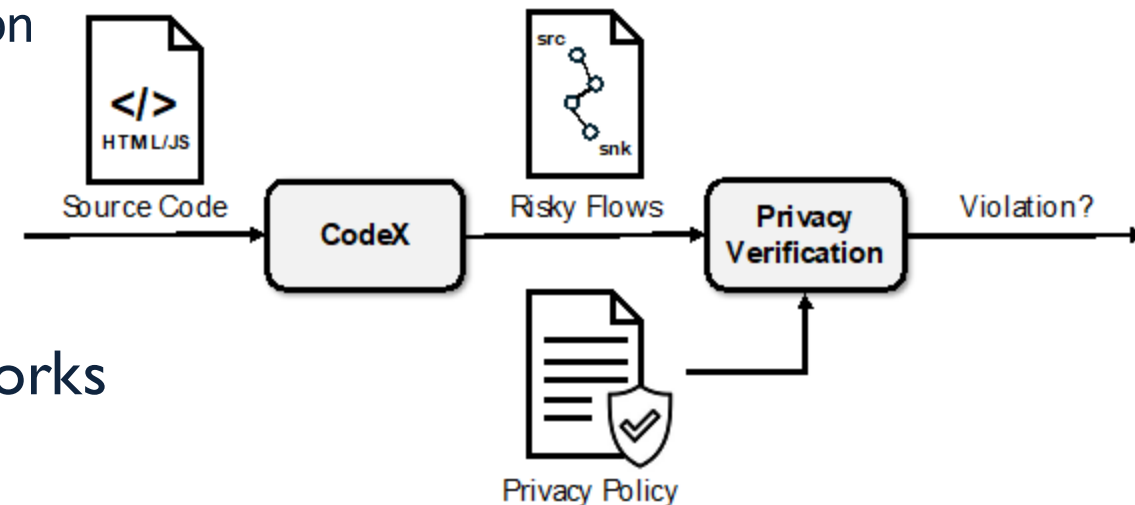 on
src
</>
HTML/JS
snk
Source Code
Risky Flows
Violation?
CodeX
Privacy
Verification
orks
Privacy Policy